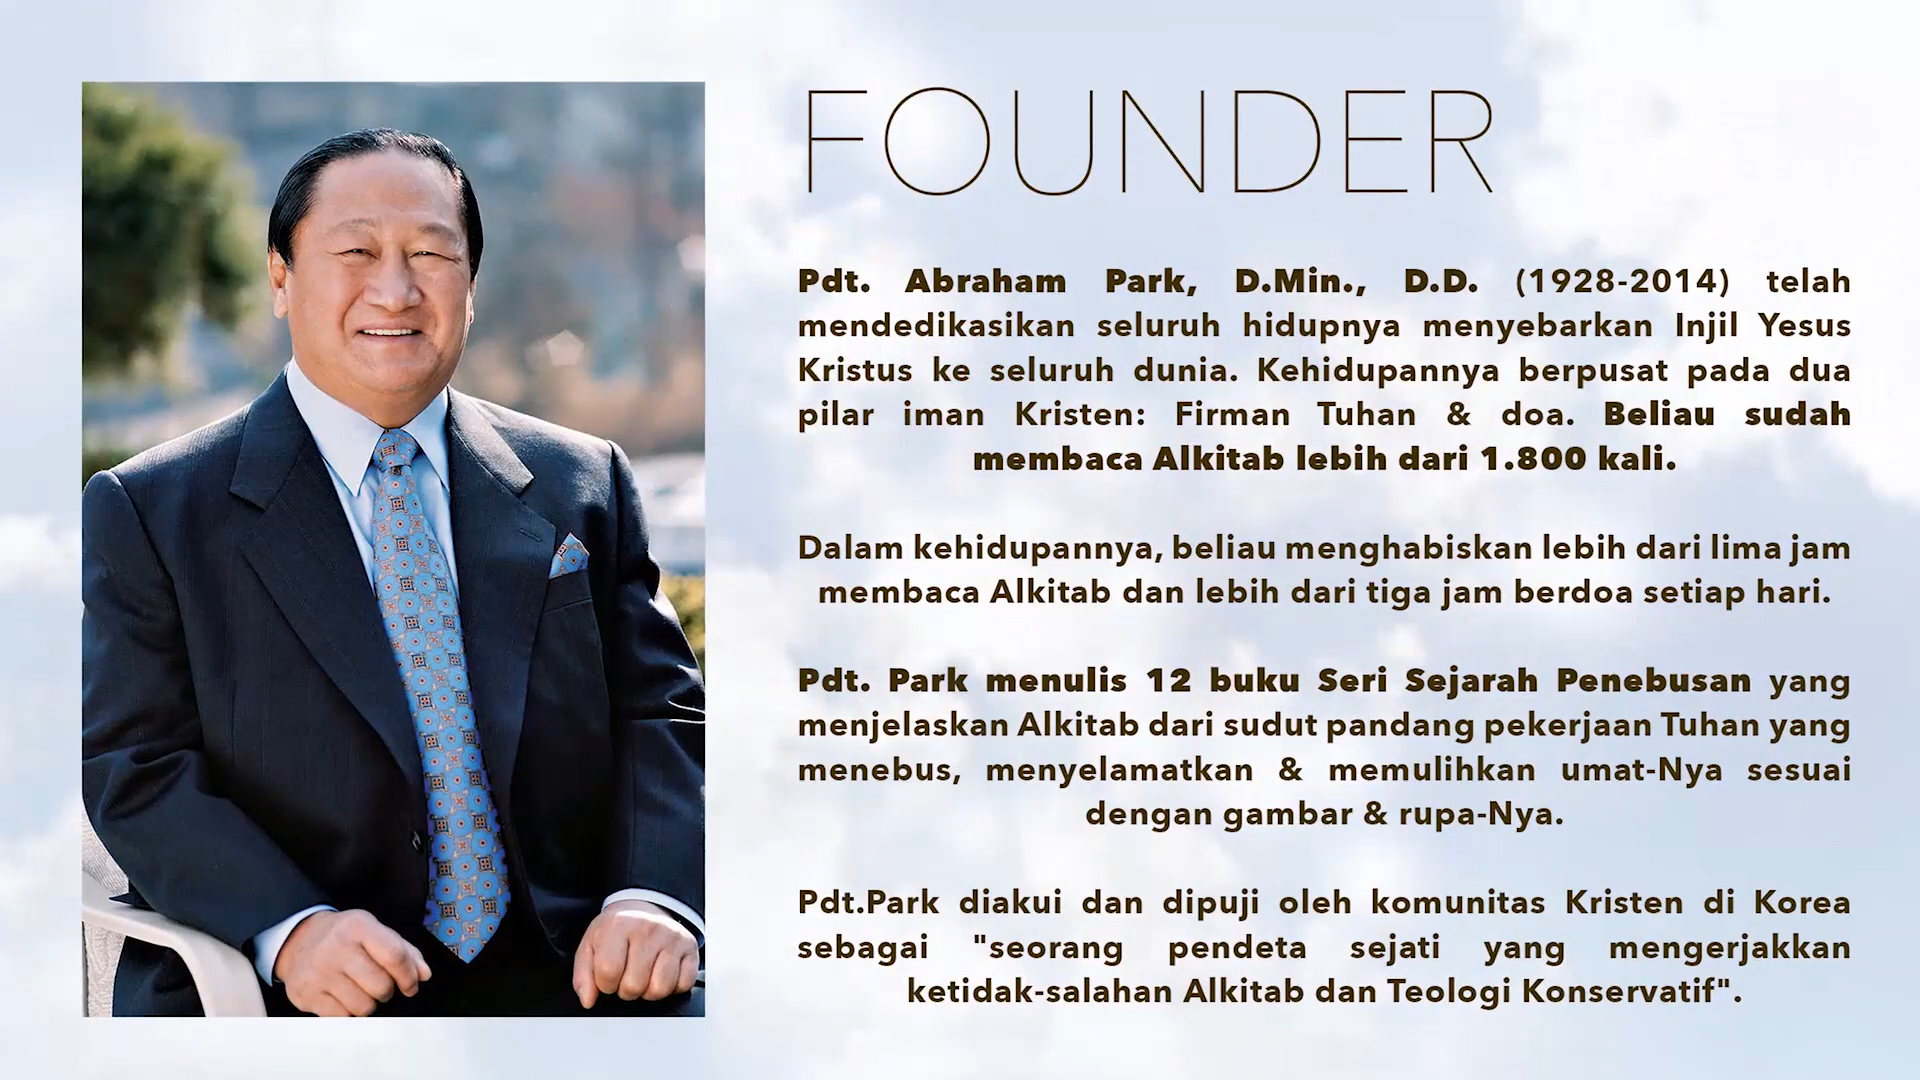 FOUNDER
Pdt. Abraham Park, D.Min., D.D. (1928-2014) telah
mendedikasikan seluruh hidupnya menyebarkan Injil Yesus
Kristus ke seluruh dunia. Kehidupannya berpusat pada dua
pilar iman Kristen: Firman Tuhan & doa. Beliau sudah
membaca Alkitab lebih dari 1.800 kali.
Dalam kehidupannya, beliau menghabiskan lebih dari lima jam
membaca Alkitab dan lebih dari tiga jam berdoa setiap hari.
Pdt. Park menulis 12 buku Seri Sejarah Penebusan yang
menjelaskan Alkitab dari sudut pandang pekerjaan Tuhan yang
menebus, menyelamatkan & memulihkan umat-Nya sesuai
dengan gambar & rupa-Nya.
Pdt.Park diakui dan dipuji oleh komunitas Kristen di Korea
sebagai "seorang pendeta sejati yang mengerjakkan
ketidak-salahan Alkitab dan Teologi Konservatif".